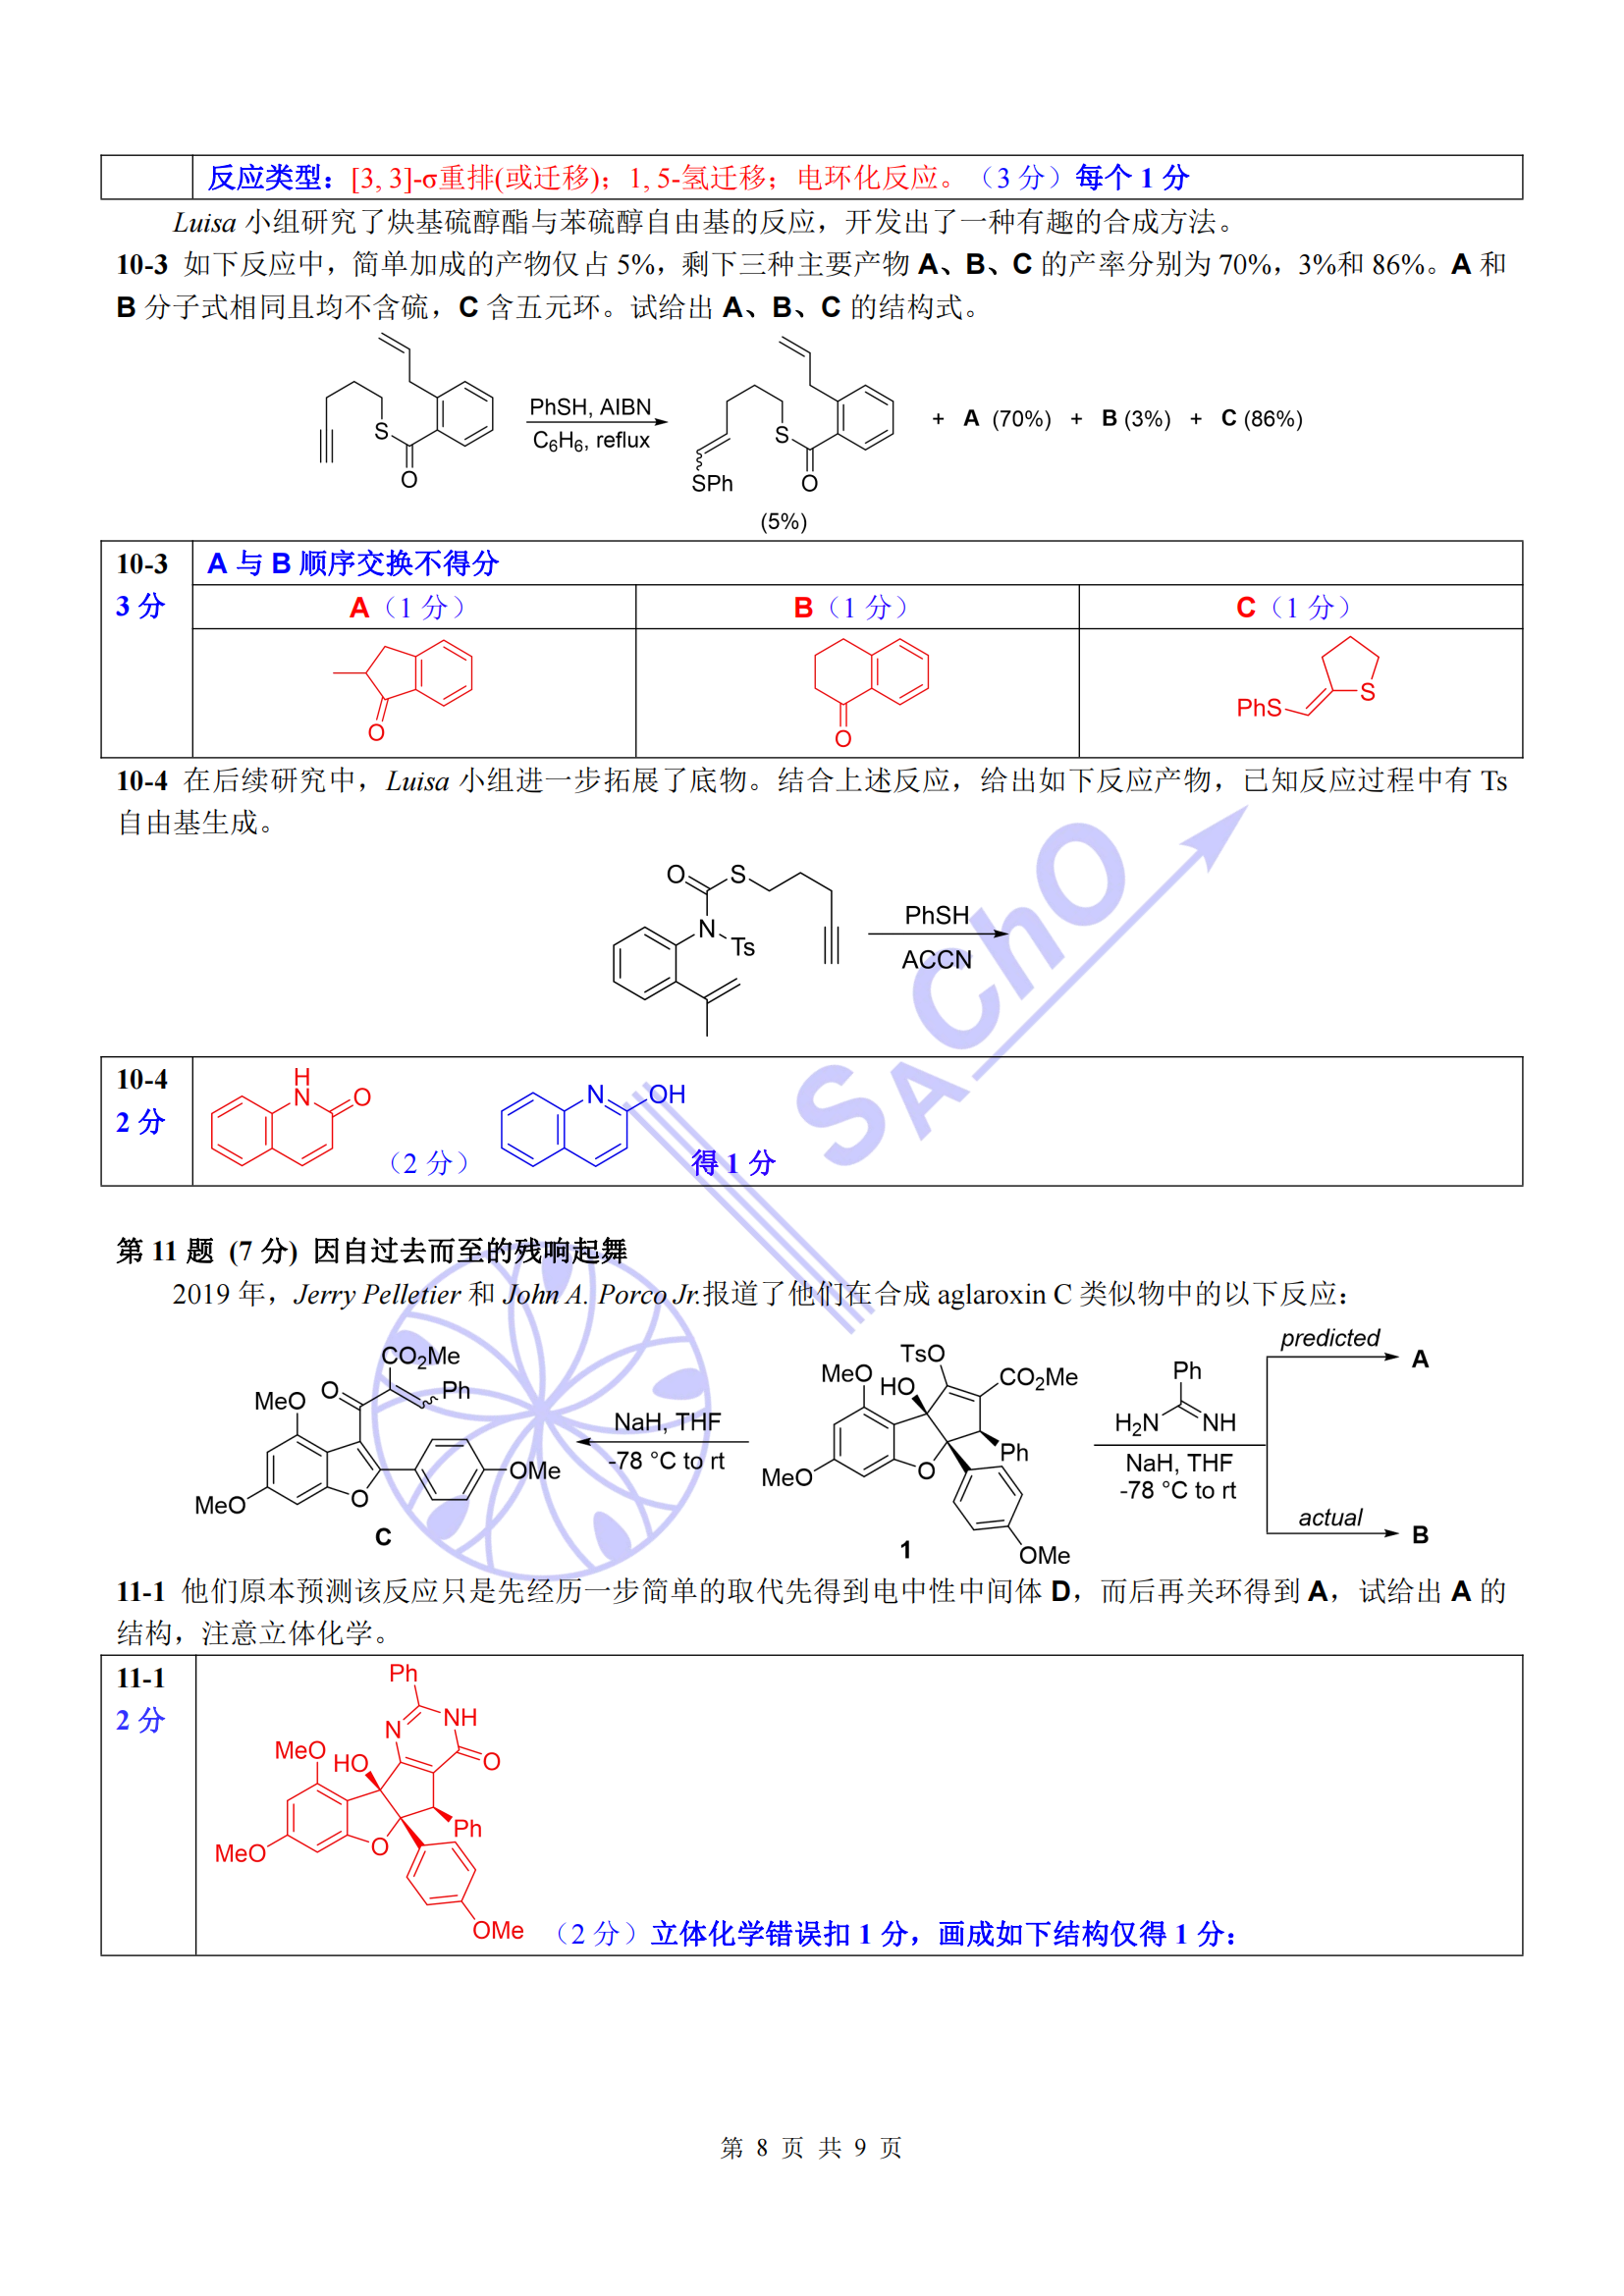 反应类型：[3, 3]-σ重排(或迁移)；1, 5-氢迁移；电环化反应。（3 分）每个 1 分
Luisa 小组研究了炔基硫醇酯与苯硫醇自由基的反应，开发出了一种有趣的合成方法。
10-3 如下反应中，简单加成的产物仅占 5%，剩下三种主要产物 A、B、C 的产率分别为 70%，3%和 86%。A 和
B 分子式相同且均不含硫，C 含五元环。试给出 A、B、C 的结构式。
S
O
PhSH, AIBN
C6H6, reflux
S
O
SPh
(5%)
+ A (70%) + B (3%) + C (86%)
10-3
3 分
A 与 B 顺序交换不得分
A（1 分） B（1 分） C（1 分）
O
O
PhS
S
10-4 在后续研究中，Luisa 小组进一步拓展了底物。结合上述反应，给出如下反应产物，已知反应过程中有 Ts
自由基生成。
O
S
N
Ts
PhSH
ACCN
SAChO
10-4
2 分
H
N
O
（2 分）
N
OH
得 1 分
第 11 题 (7 分) 因自过去而至的残响起舞
2019 年，Jerry Pelletier 和 John A. Porco Jr.报道了他们在合成 aglaroxin C 类似物中的以下反应：
CO2Me
O
Ph
MeO
MeO
O
OMe
C
NaH, THF
-78 °C to rt
TsO
MeO
HO
CO2Me
Ph
MeO
O
OMe
1
Ph
H2N
NH
NaH, THF
-78 °C to rt
predicted
A
actual
B
11-1 他们原本预测该反应只是先经历一步简单的取代先得到电中性中间体 D，而后再关环得到 A，试给出 A 的
结构，注意立体化学。
11-1
2 分
Ph
N
NH
O
MeO
HO
Ph
MeO
O
OMe
（2 分）立体化学错误扣 1 分，画成如下结构仅得 1 分：
第 8 页 共 9 页